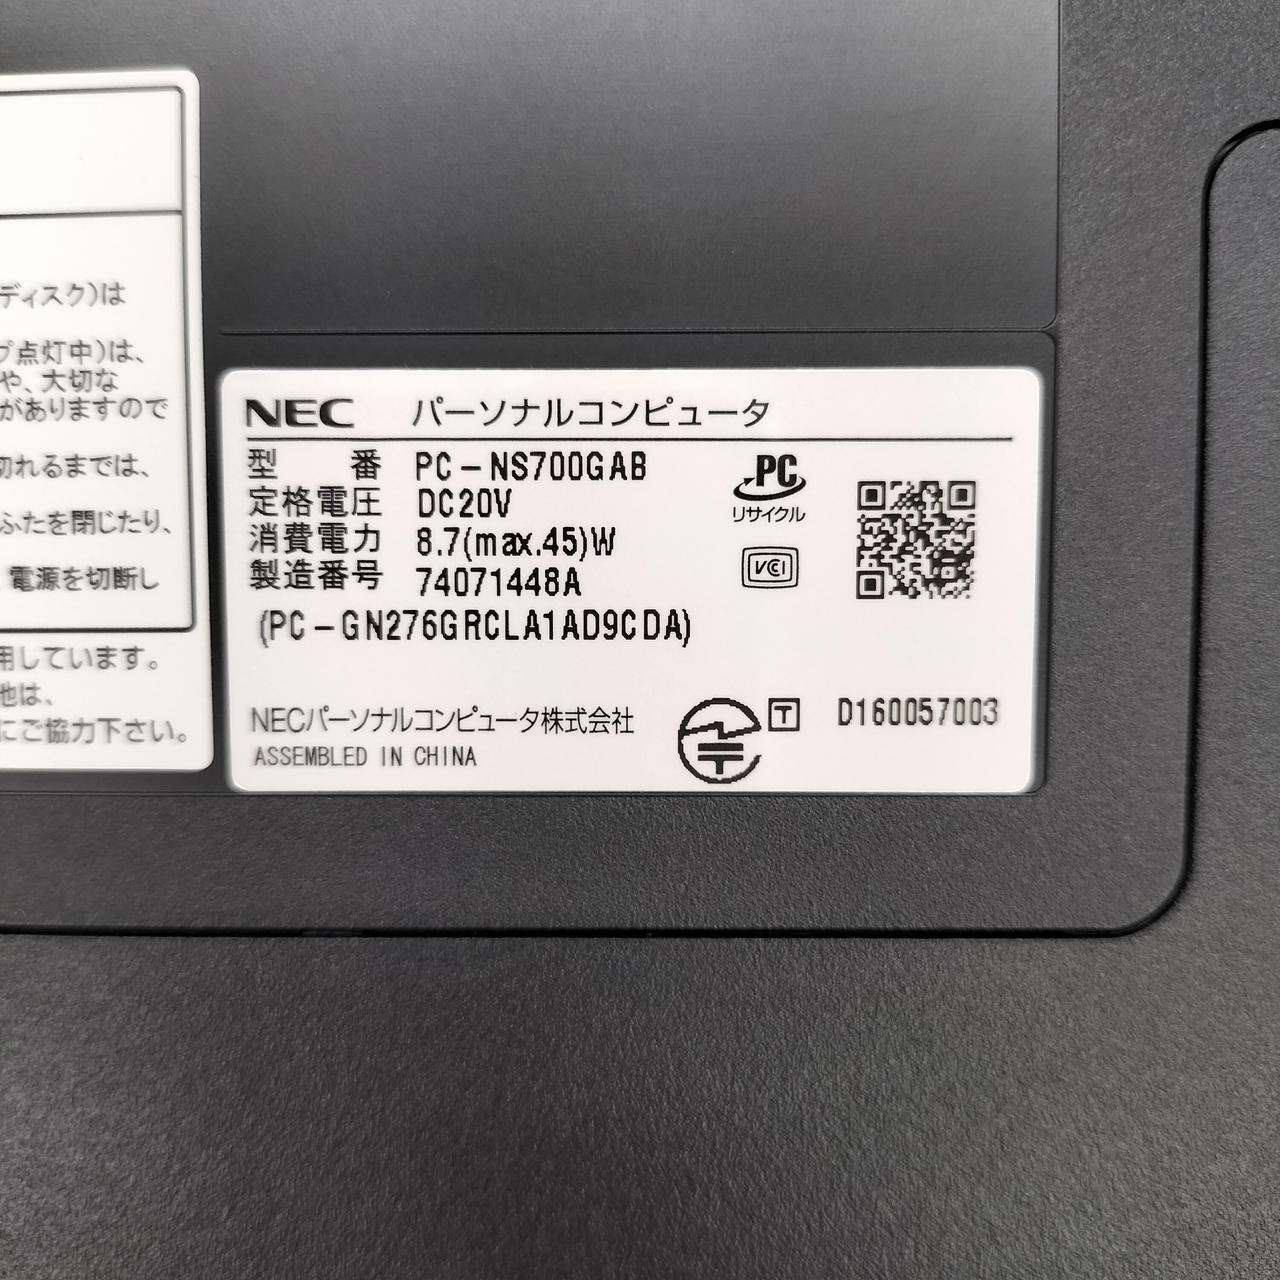 ディスク)は
プ点灯中)は、
や、大切な
がありますので
切れるまでは、
ふたを閉じたり、
電源を切断し
用しています。
他は、
にご協力下さい。
NEC パーソナルコンピュータ
型 番 PC-NS700GAB
定格電圧 DC20V
消費電力 8.7(max.45)W
製造番号 74071448A
(PC-GN276GRCLA1AD9CDA)
PC
リサイクル
VCI
NECパーソナルコンピュータ株式会社
ASSEMBLED IN CHINA
T D160057003